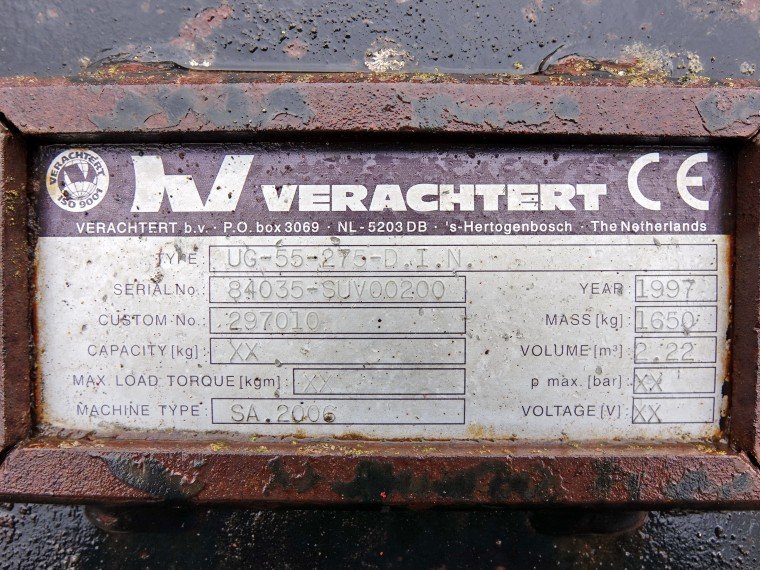 VERACHTERT
ISO 9001
VERACHTERT
CE
VERACHTERT b.v. · P.O. box 3069 · NL-5203 DB · 's-Hertogenbosch · The Netherlands
TYPE: UG-55-275-D.I.N.
SERIAL No.: 84035-SUV00200 YEAR 1997
CUSTOM No.: 297010 MASS [kg] 1650
CAPACITY [kg]: XX VOLUME [m³] 2.22
MAX. LOAD TORQUE [kgm] XX p max. [bar] XX
MACHINE TYPE: SA.2006 VOLTAGE [V] XX